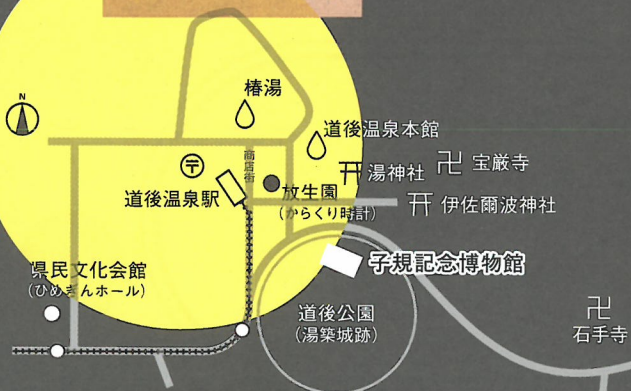 椿湯
N
道後温泉本館
商店街
湯神社
宝厳寺
〒
道後温泉駅
放生園
(からくり時計)
伊佐爾波神社
県民文化会館
(ひめぎんホール)
子規記念博物館
道後公園
(湯築城跡)
石手寺